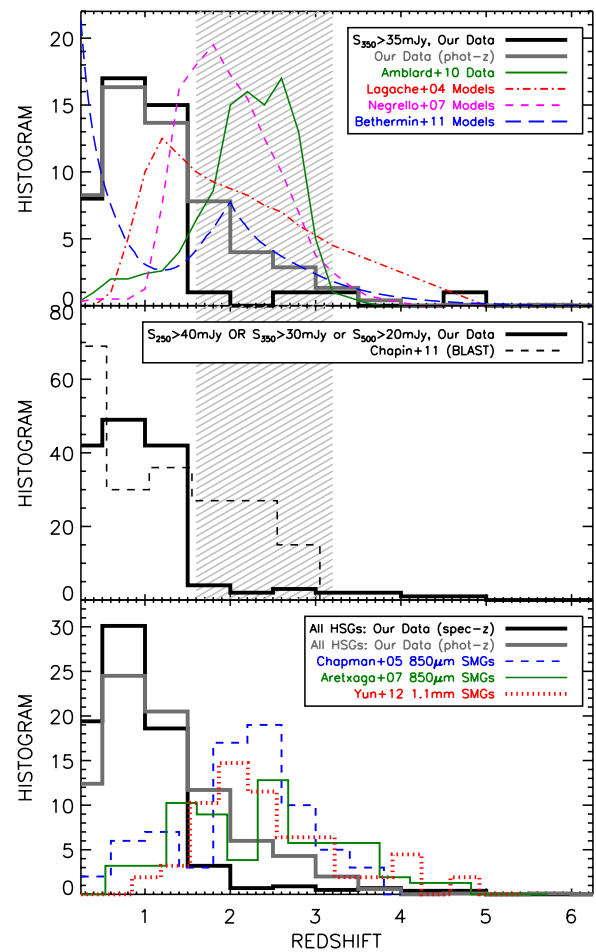 S350>35mJy, Our Data
Our Data (phot-z)
Amblard+10 Data
Lagache+04 Models
Negrello+07 Models
Bethermin+11 Models
20
15
10
5
0
HISTOGRAM
S250>40mJy OR S350>30mJy or S500>20mJy, Our Data
Chapin+11 (BLAST)
80
60
40
20
0
HISTOGRAM
All HSGs: Our Data (spec-z)
All HSGs: Our Data (phot-z)
Chapman+05 850μm SMGs
Aretxaga+07 850μm SMGs
Yun+12 1.1mm SMGs
30
25
20
15
10
5
0
HISTOGRAM
1 2 3 4 5 6
REDSHIFT